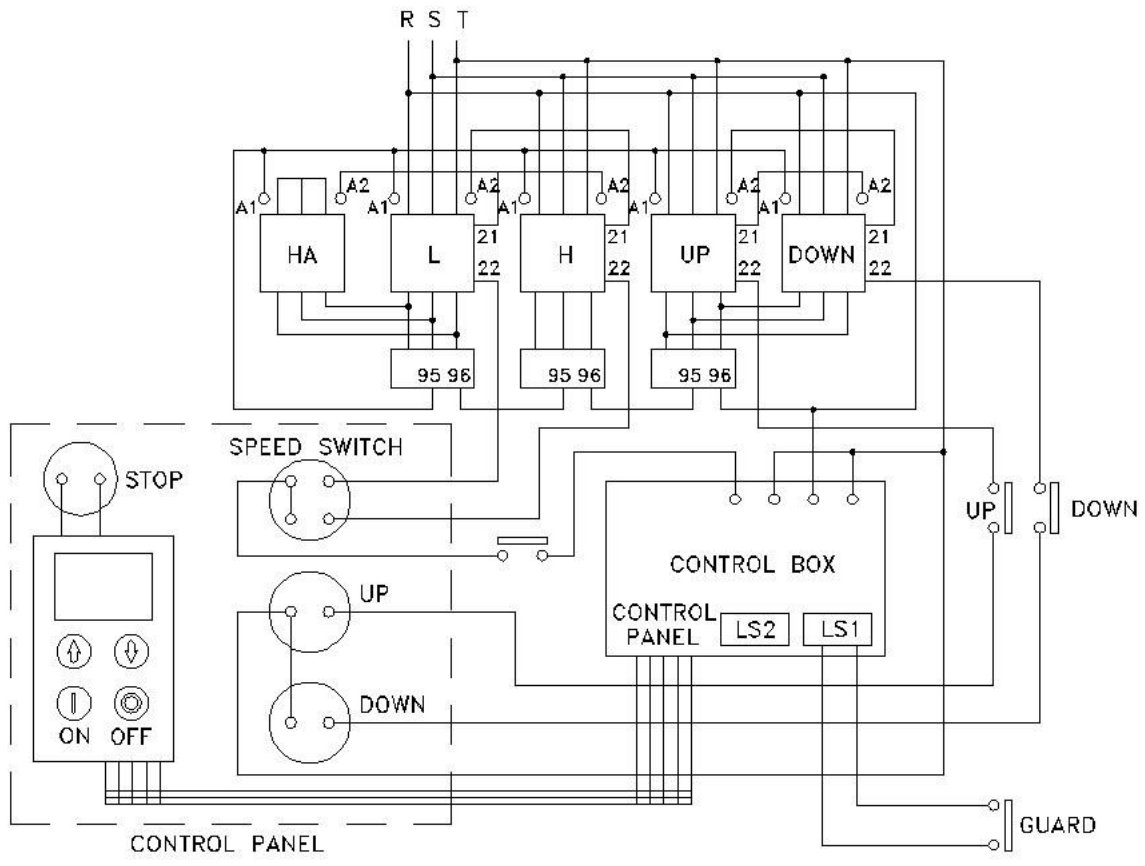 R S T
A1 A2 A1 A2 A1 A2 A1 A2 A1 A2
HA L H UP DOWN
21 21 21 21
22 22 22 22
95 96 95 96 95 96
SPEED SWITCH
STOP
UP DOWN
CONTROL BOX
UP
CONTROL
PANEL
LS2 LS1
DOWN
ON OFF
GUARD
CONTROL PANEL